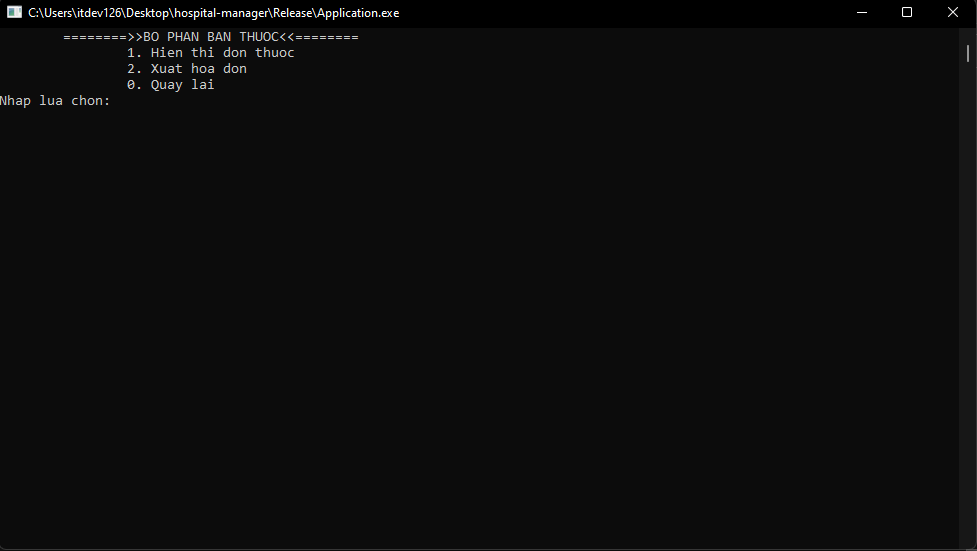 C:\Users\itdev126\Desktop\hospital-manager\Release\Application.exe
========>>BO PHAN BAN THUOC<<========
1. Hien thi don thuoc
2. Xuat hoa don
0. Quay lai
Nhap lua chon: